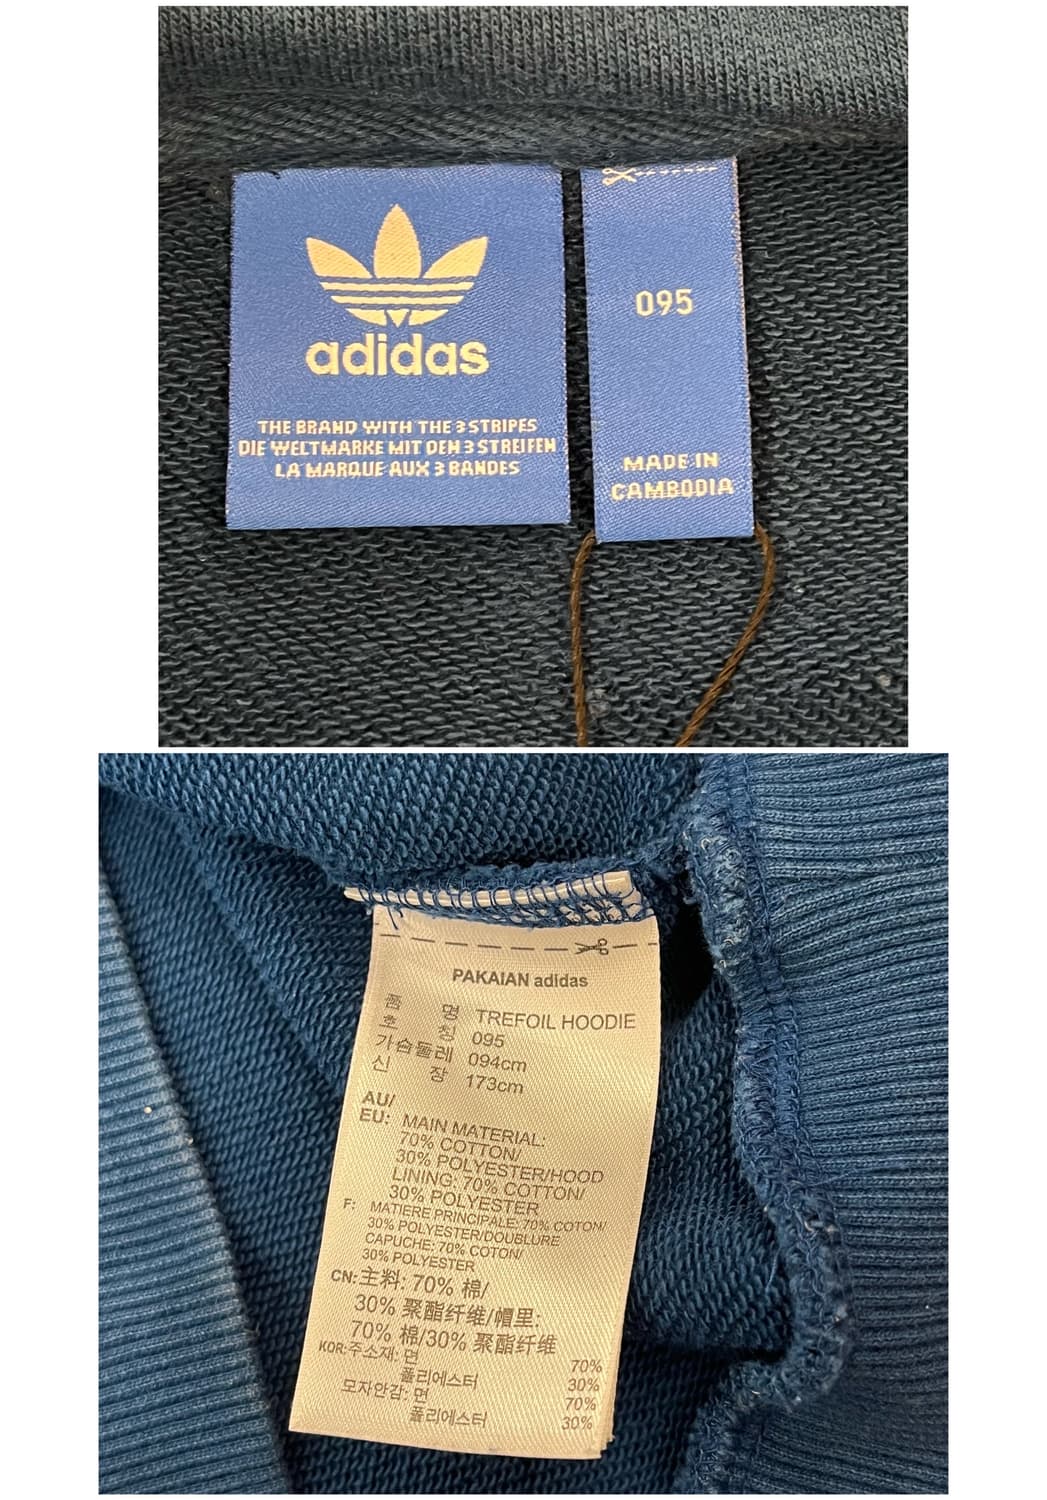 adidas
THE BRAND WITH THE 3 STRIPES
DIE WELTMARKE MIT DEN 3 STREIFEN
LA MARQUE AUX 3 BANDES
095
MADE IN
CAMBODIA
PAKAIAN adidas
품 명 TREFOIL HOODIE
호 칭 095
가슴둘레 094cm
신 장 173cm
AU/
EU: MAIN MATERIAL:
70% COTTON/
30% POLYESTER/HOOD
LINING: 70% COTTON/
30% POLYESTER
F: MATIERE PRINCIPALE: 70% COTON/
30% POLYESTER/DOUBLURE
CAPUCHE: 70% COTON/
30% POLYESTER
CN: 主料: 70% 棉/
30% 聚酯纤维/帽里:
70% 棉/30% 聚酯纤维
KOR: 주소재: 면 70%
폴리에스터 30%
모자안감: 면 70%
폴리에스터 30%